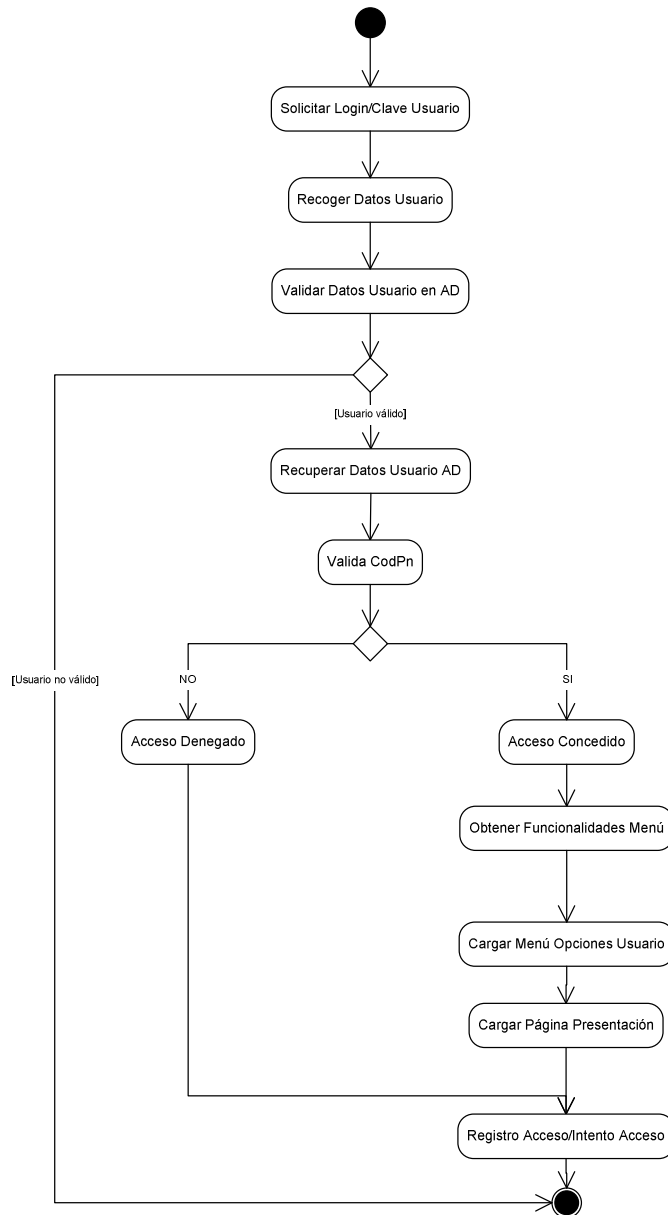 Solicitar Login/Clave Usuario
Recoger Datos Usuario
Validar Datos Usuario en AD
[Usuario válido]
Recuperar Datos Usuario AD
Valida CodPn
[Usuario no válido]
NO
SI
Acceso Denegado
Acceso Concedido
Obtener Funcionalidades Menú
Cargar Menú Opciones Usuario
Cargar Página Presentación
Registro Acceso/Intento Acceso